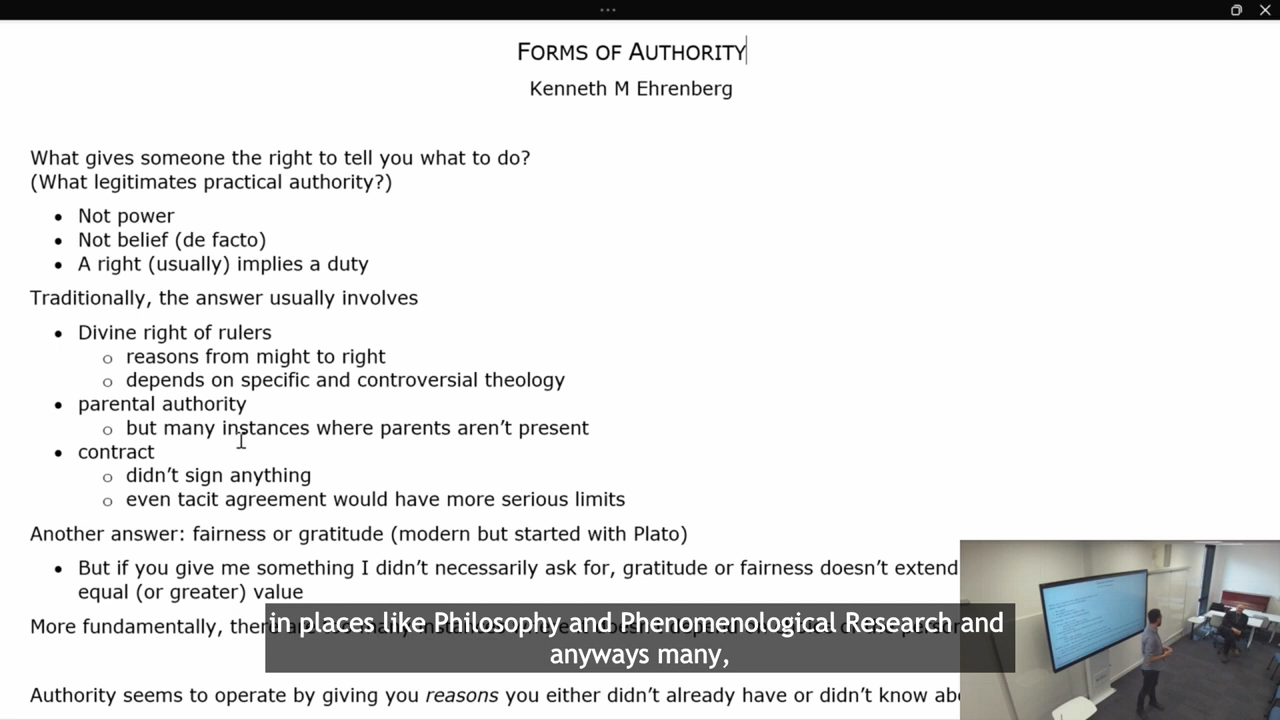 FORMS OF AUTHORITY
Kenneth M Ehrenberg
What gives someone the right to tell you what to do?
(What legitimates practical authority?)
• Not power
• Not belief (de facto)
• A right (usually) implies a duty
Traditionally, the answer usually involves
• Divine right of rulers
o reasons from might to right
o depends on specific and controversial theology
• parental authority
o but many instances where parents aren’t present
• contract
o didn’t sign anything
o even tacit agreement would have more serious limits
Another answer: fairness or gratitude (modern but started with Plato)
• But if you give me something I didn’t necessarily ask for, gratitude or fairness doesn’t extend
equal (or greater) value
More fundamentally,
in places like Philosophy and Phenomenological Research and
anyways many,
Authority seems to operate by giving you reasons you either didn’t already have or didn’t know